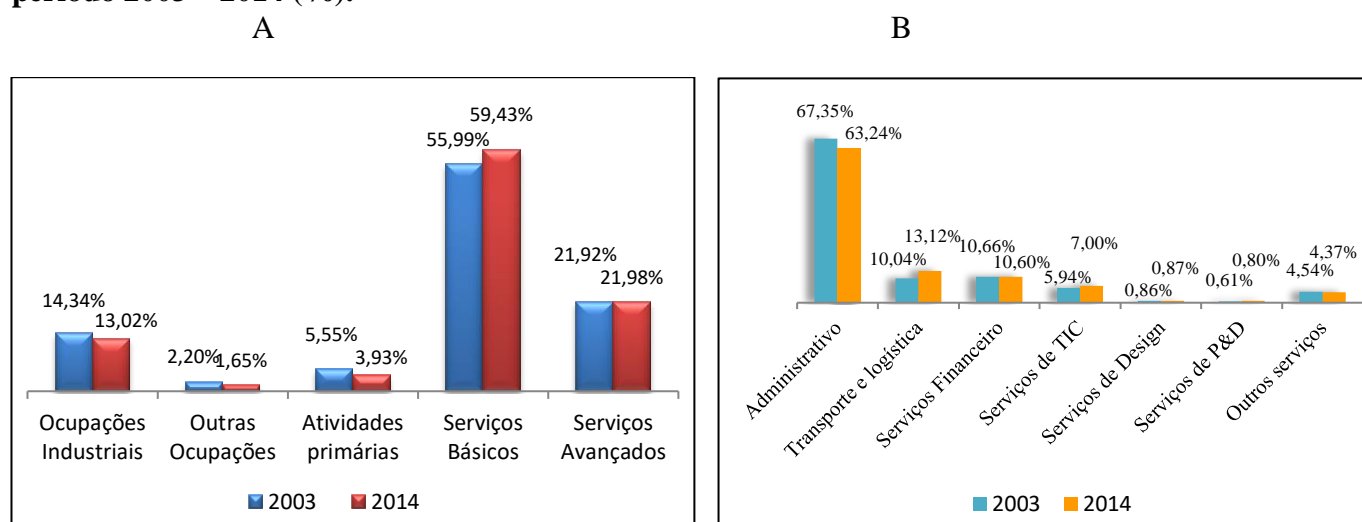 período 2003 – 2014 (%).
A
B
14,34%
13,02%
2,20%
1,65%
5,55%
3,93%
55,99%
59,43%
21,92%
21,98%
Ocupações
Industriais
Outras
Ocupações
Atividades
primárias
Serviços
Básicos
Serviços
Avançados
2003
2014
67,35%
63,24%
10,04%
13,12%
10,66%
10,60%
5,94%
7,00%
0,86%
0,87%
0,61%
0,80%
4,54%
4,37%
Administrativo
Transporte e logística
Serviços Financeiro
Serviços de TIC
Serviços de Design
Serviços de P&D
Outros serviços
2003
2014